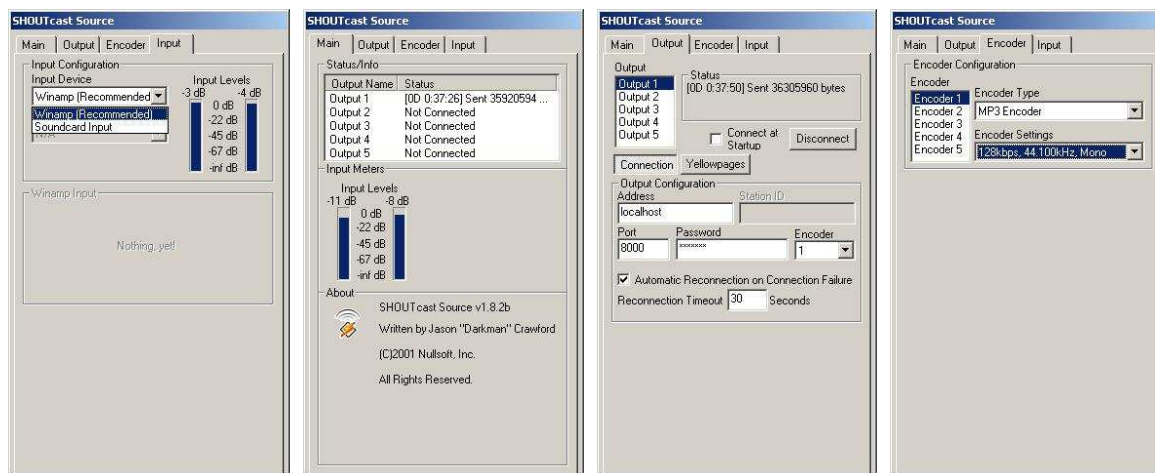 SHOUTcast Source
Main Output Encoder Input
Input Configuration
Input Device
Winamp (Recommended
Winamp (Recommended)
Soundcard Input
Input Levels
-3 dB -4 dB
0 dB
-22 dB
-45 dB
-67 dB
-inf dB
Winamp Input
Nothing, yet!
SHOUTcast Source
Main Output Encoder Input
Status/Info
Output Name Status
Output 1 [0D 0:37:26] Sent 35920594 ...
Output 2 Not Connected
Output 3 Not Connected
Output 4 Not Connected
Output 5 Not Connected
Input Meters
Input Levels
-11 dB -8 dB
0 dB
-22 dB
-45 dB
-67 dB
-inf dB
About
SHOUTcast Source v1.8.2b
Written by Jason "Darkman" Crawford
(C)2001 Nullsoft, Inc.
All Rights Reserved.
SHOUTcast Source
Main Output Encoder Input
Output
Output 1
Output 2
Output 3
Output 4
Output 5
Status
[0D 0:37:50] Sent 36305960 bytes
Connect at
Startup
Disconnect
Connection Yellowpages
Output Configuration
Address Station ID
localhost
Port Password Encoder
8000 ******* 1
Automatic Reconnection on Connection Failure
Reconnection Timeout 30 Seconds
SHOUTcast Source
Main Output Encoder Input
Encoder Configuration
Encoder
Encoder 1
Encoder 2
Encoder 3
Encoder 4
Encoder 5
Encoder Type
MP3 Encoder
Encoder Settings
128kbps, 44.100kHz, Mono